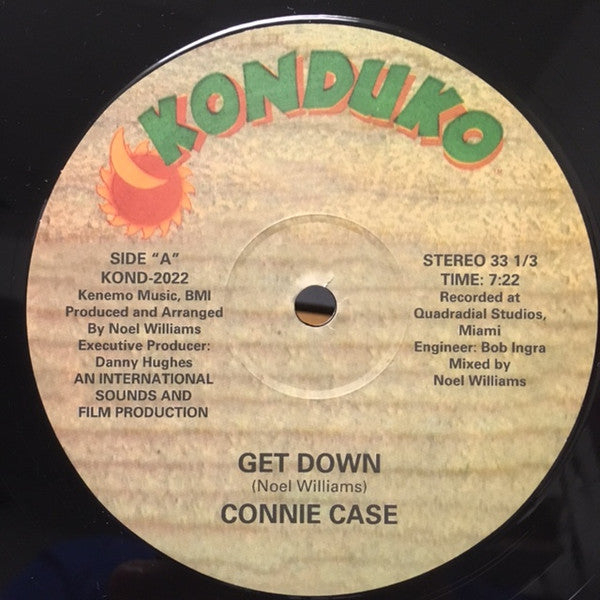 KONDUKO
SIDE "A"
KOND-2022
Kenemo Music, BMI
Produced and Arranged
By Noel Williams
Executive Producer:
Danny Hughes
AN INTERNATIONAL
SOUNDS AND
FILM PRODUCTION
STEREO 33 1/3
TIME: 7:22
Recorded at
Quadradial Studios,
Miami
Engineer: Bob Ingra
Mixed by
Noel Williams
GET DOWN
(Noel Williams)
CONNIE CASE